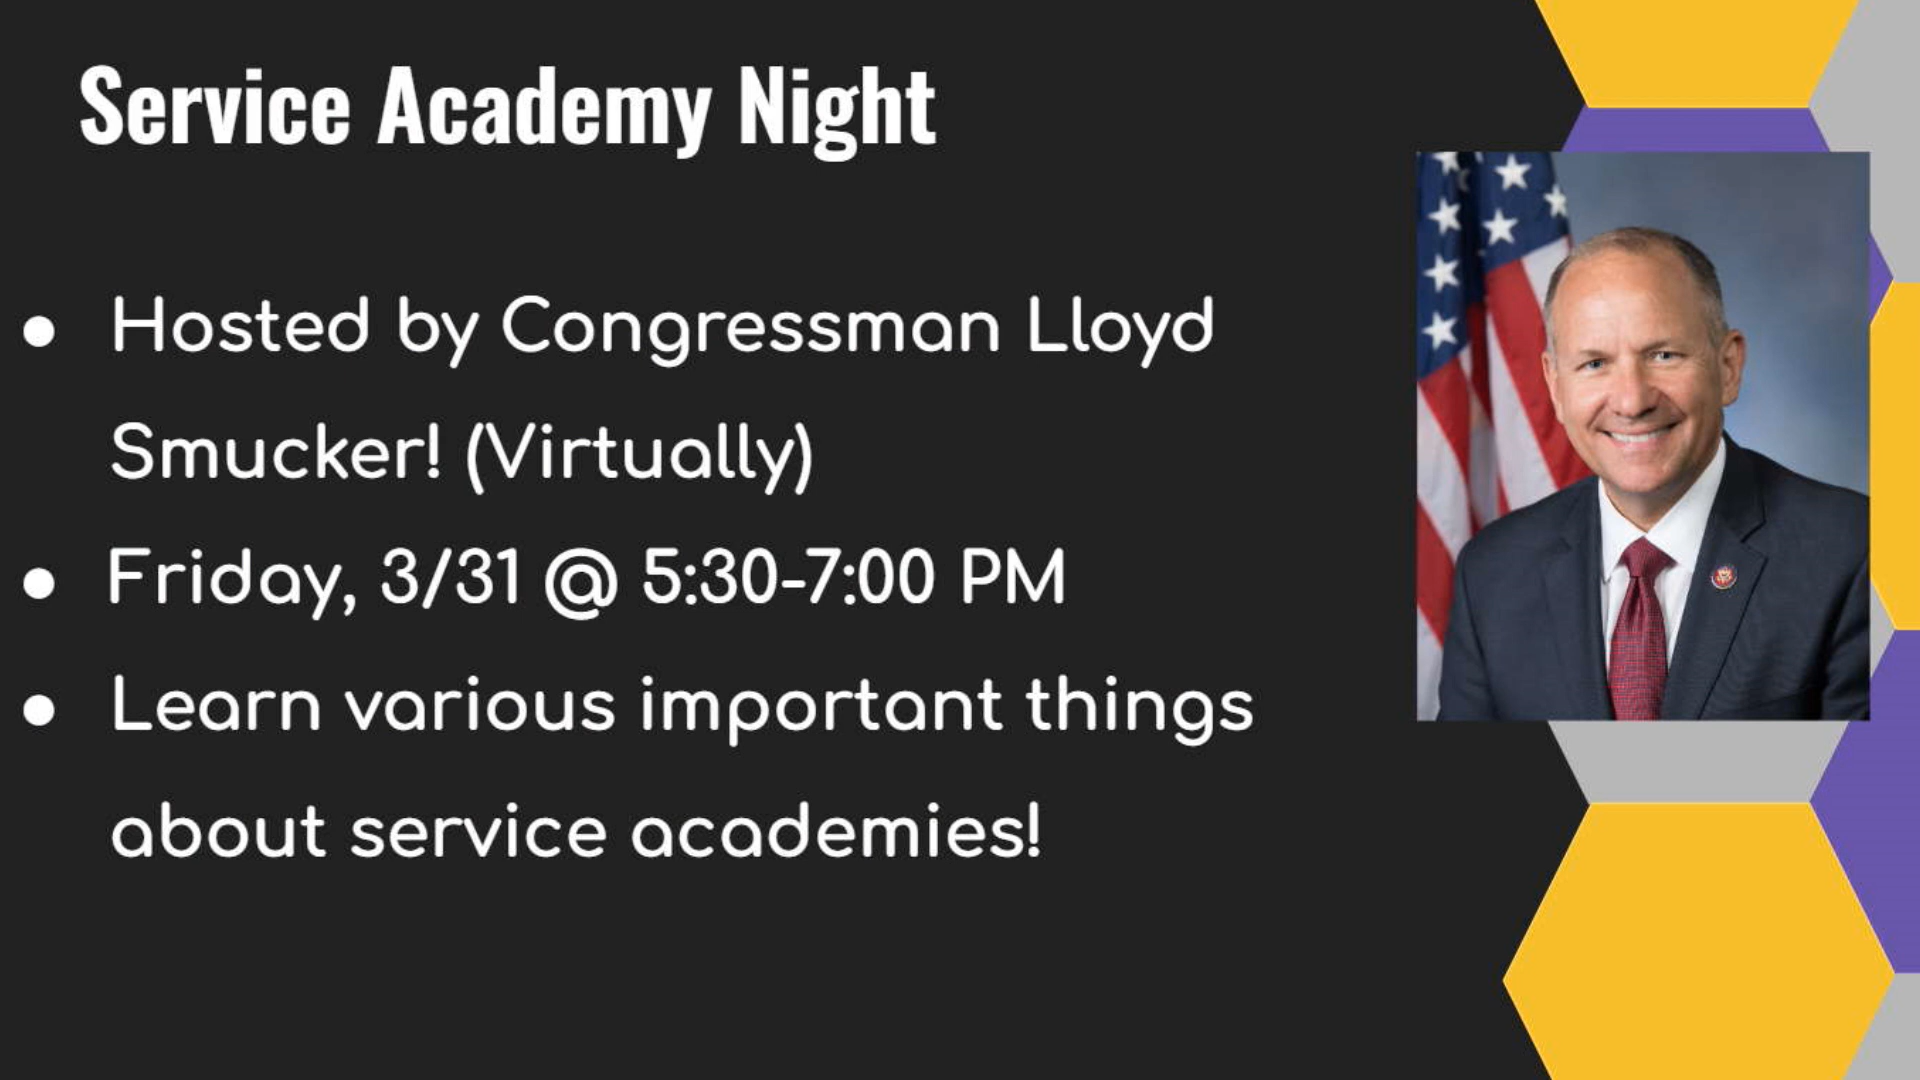 Service Academy Night
● Hosted by Congressman Lloyd
Smucker! (Virtually)
● Friday, 3/31 @ 5:30-7:00 PM
● Learn various important things
about service academies!